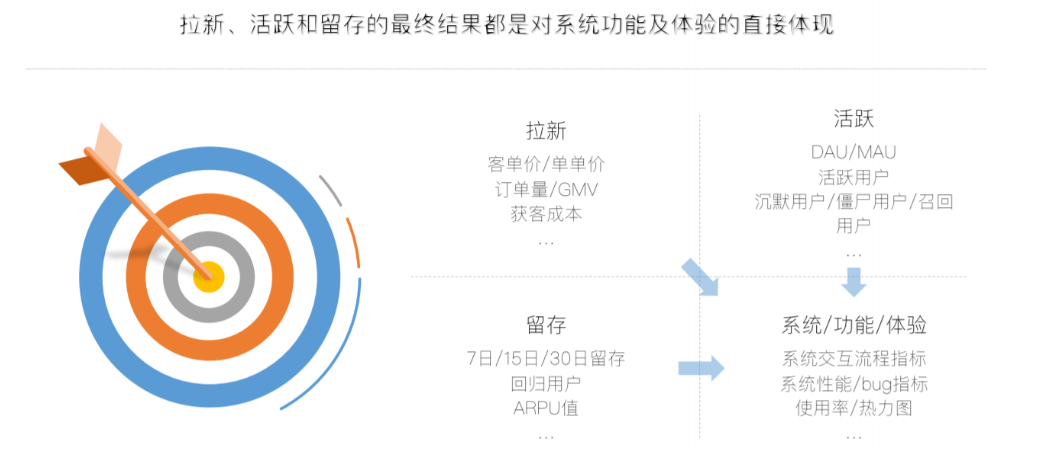 拉新、活跃和留存的最终结果都是对系统功能及体验的直接体现
拉新
客单价/单单价
订单量/GMV
获客成本
...
活跃
DAU/MAU
活跃用户
沉默用户/僵尸用户/召回
用户
...
留存
7日/15日/30日留存
回归用户
ARPU值
...
系统/功能/体验
系统交互流程指标
系统性能/bug指标
使用率/热力图
...